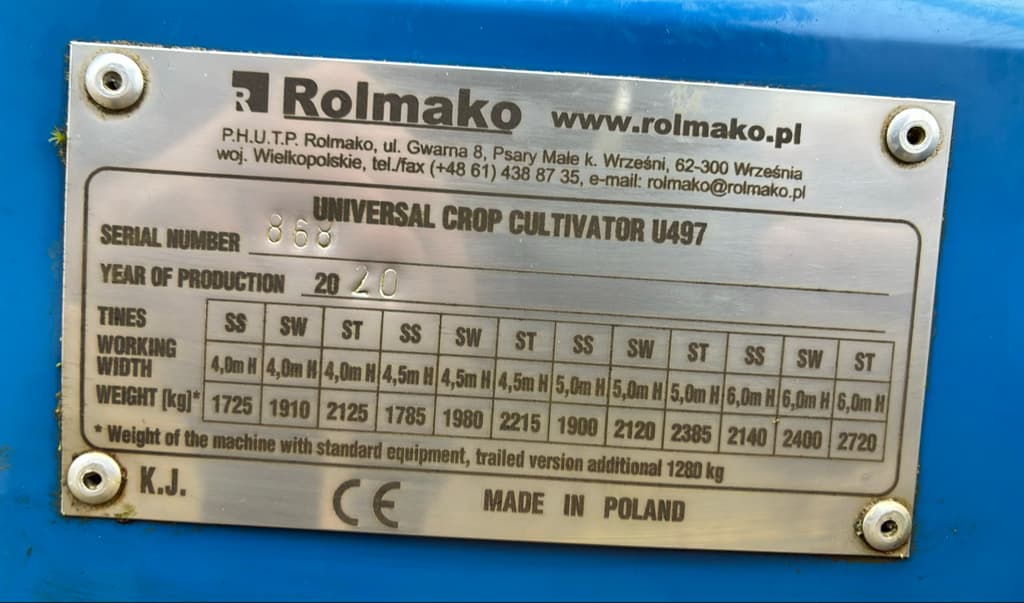 R Rolmako www.rolmako.pl
P.H.U.T.P. Rolmako, ul. Gwarna 8, Psary Małe k. Wrześni, 62-300 Września
woj. Wielkopolskie, tel./fax (+48 61) 438 87 35, e-mail: rolmako@rolmako.pl
UNIVERSAL CROP CULTIVATOR U497
SERIAL NUMBER 868
YEAR OF PRODUCTION 2020
TINES SS SW ST SS SW ST SS SW ST SS SW ST
WORKING WIDTH 4,0m H 4,0m H 4,0m H 4,5m H 4,5m H 4,5m H 5,0m H 5,0m H 5,0m H 6,0m H 6,0m H 6,0m H
WEIGHT [kg]* 1725 1910 2125 1785 1980 2215 1900 2120 2385 2140 2400 2720
* Weight of the machine with standard equipment, trailed version additional 1280 kg
K.J. CE MADE IN POLAND